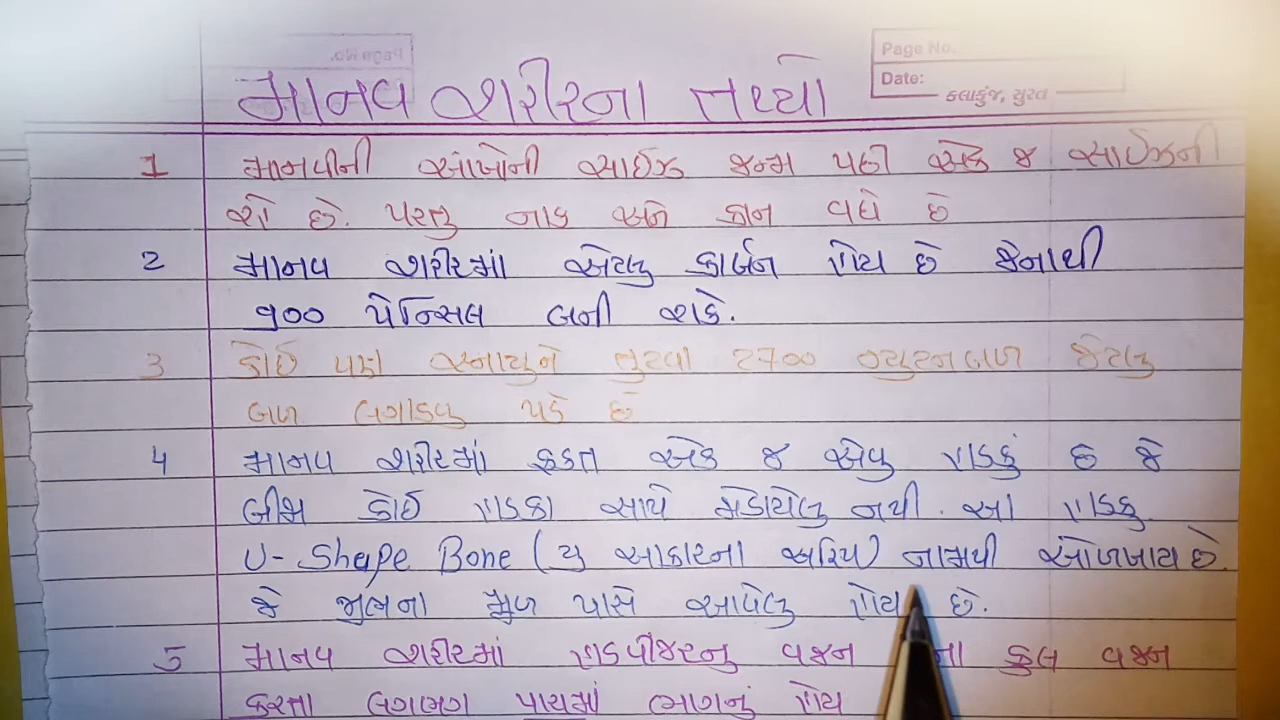 Page No.
માનવ શરીરના તથ્યો
Date:
કલાકુંજ, સુરત
1 માનવીની આંખોની સાઈઝ જન્મ પછી એક જ સાઈઝની
રહે છે. પરંતુ નાક અને કાન વધે છે
2 માનવ શરીરમાં એટલુ કાર્બન હોય છે જેનાથી
૧૦૦ પેન્સિલ બની શકે.
3 કોઈ પણ સ્નાયુને તુટવા 2700 ન્યુટનબળ જેટલુ
બળ લગાડવુ પડે છે
4 માનવ શરીરમાં ફક્ત એક જ એવુ હાડકું છે જે
બીજા કોઈ હાડકા સાથે જોડાયેલુ નથી. આ હાડકુ
U-Shape Bone (યુ આકારના અસ્થિ) નામથી ઓળખાય છે.
જે જીભના મુળ પાસે આવેલુ હોય છે.
5 માનવ શરીરમાં હાડપીંજરનુ વજન ના કુલ વજન
કરતા લગભગ પાચમાં ભાગનું હોય